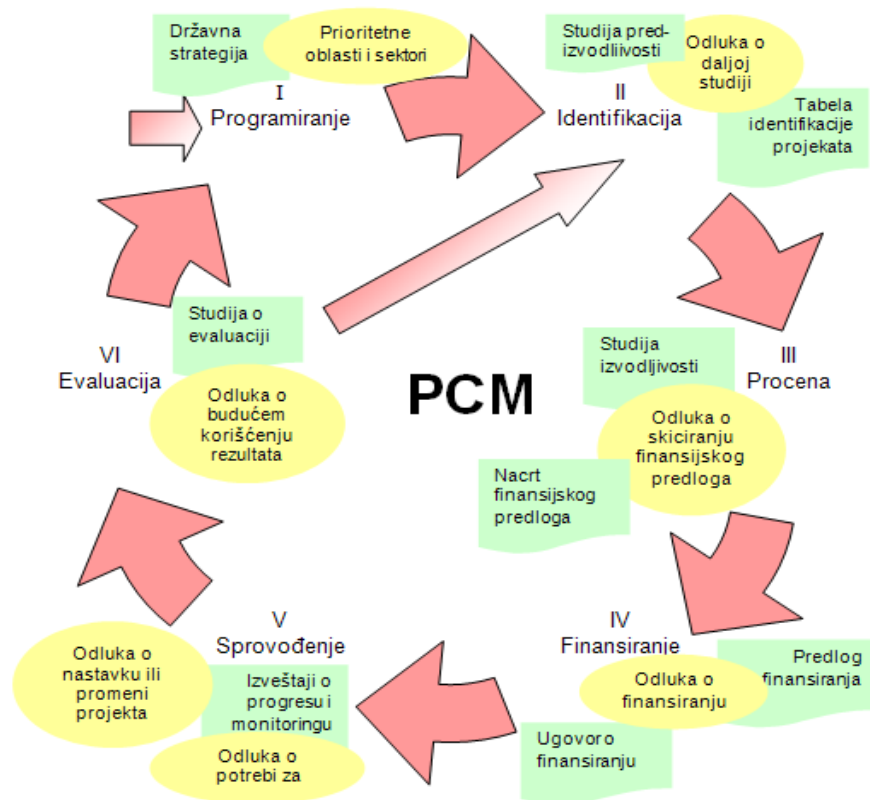 Državna
strategija
Prioritetne
oblasti i sektori
I
Programiranje
Studija pred-
izvodliivosti
Odluka o
daljoj
studiji
II
Identifikacija
Tabela
identifikacije
projekata
Studija
izvodljivosti
III
Procena
Odluka o
skiciranju
finansijskog
predloga
Nacrt
finansijskog
predloga
PCM
Studija o
evaluaciji
VI
Evaluacija
Odluka o
budućem
korišćenju
rezultata
IV
Finansiranje
Predlog
finansiranja
Odluka o
finansiranju
Ugovoro
finansiranju
V
Sprovođenje
Odluka o
nastavku ili
promeni
projekta
Izveštaji o
progresu i
monitoringu
Odluka o
potrebi za